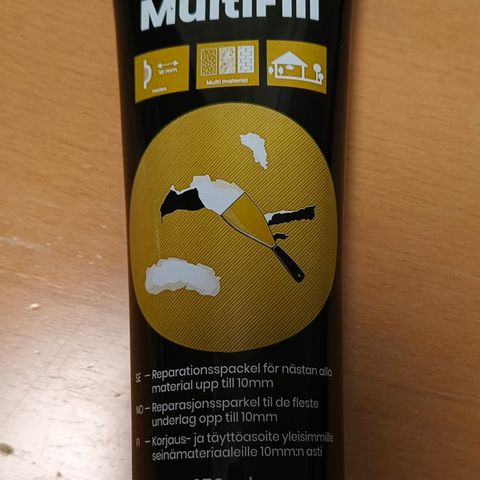 MultiFill
10 mm
Holes
Multi material
SE – Reparationsspackel för nästan alla
material upp till 10mm
NO – Reparasjonssparkel til de fleste
underlag opp till 10mm
FI – Korjaus- ja täyttöasoite yleisimmille
seinämateriaaleille 10mm:n asti